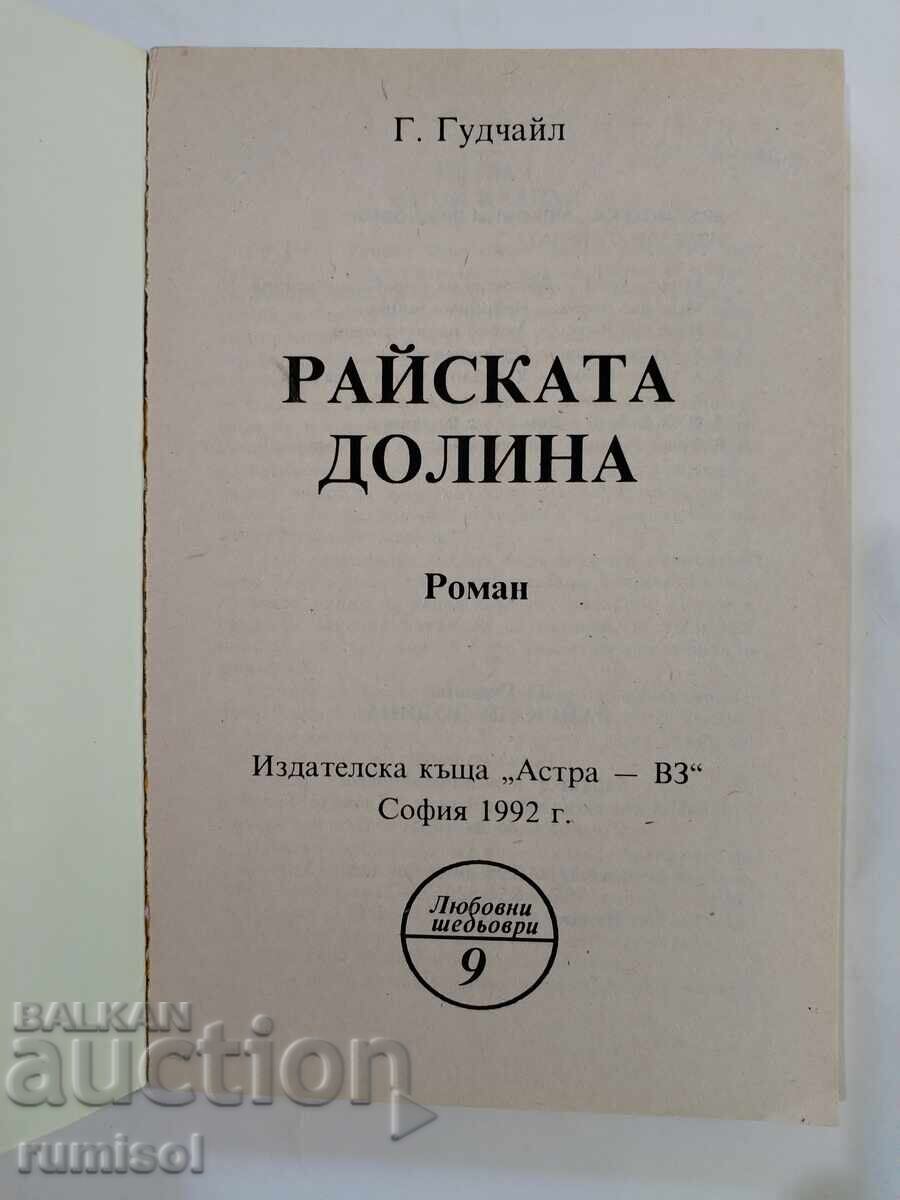 Г. Гудчайл
РАЙСКАТА
ДОЛИНА
Роман
Издателска къща „Астра — ВЗ“
София 1992 г.
Любовни
шедьоври
9
BALKAN
auction
rumisol